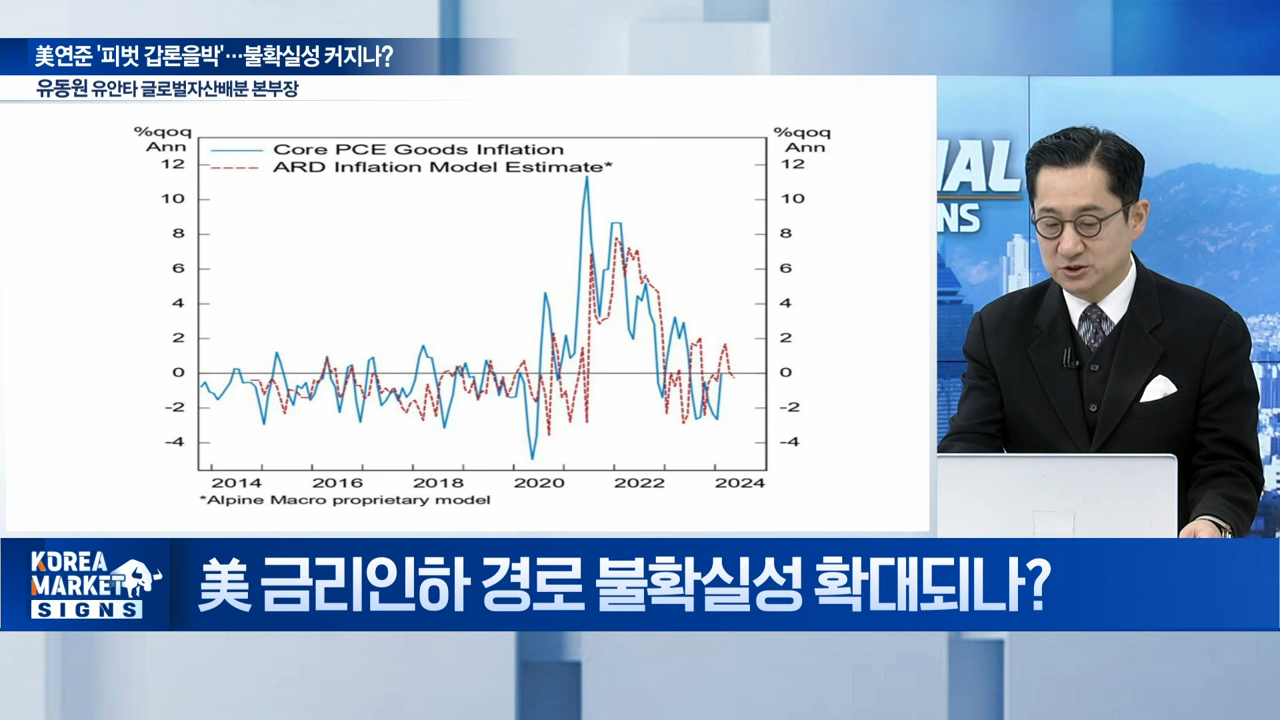 美연준 '피벗 갑론을박'…불확실성 커지나?
유동원 유안타 글로벌자산배분 본부장
%qoq
Ann
%qoq
Ann
Core PCE Goods Inflation
ARD Inflation Model Estimate*
12
10
8
6
4
2
0
-2
-4
12
10
8
6
4
2
0
-2
-4
2014 2016 2018 2020 2022 2024
*Alpine Macro proprietary model
NAL
NS
KOREA
MARKET
SIGNS
美 금리인하 경로 불확실성 확대되나?